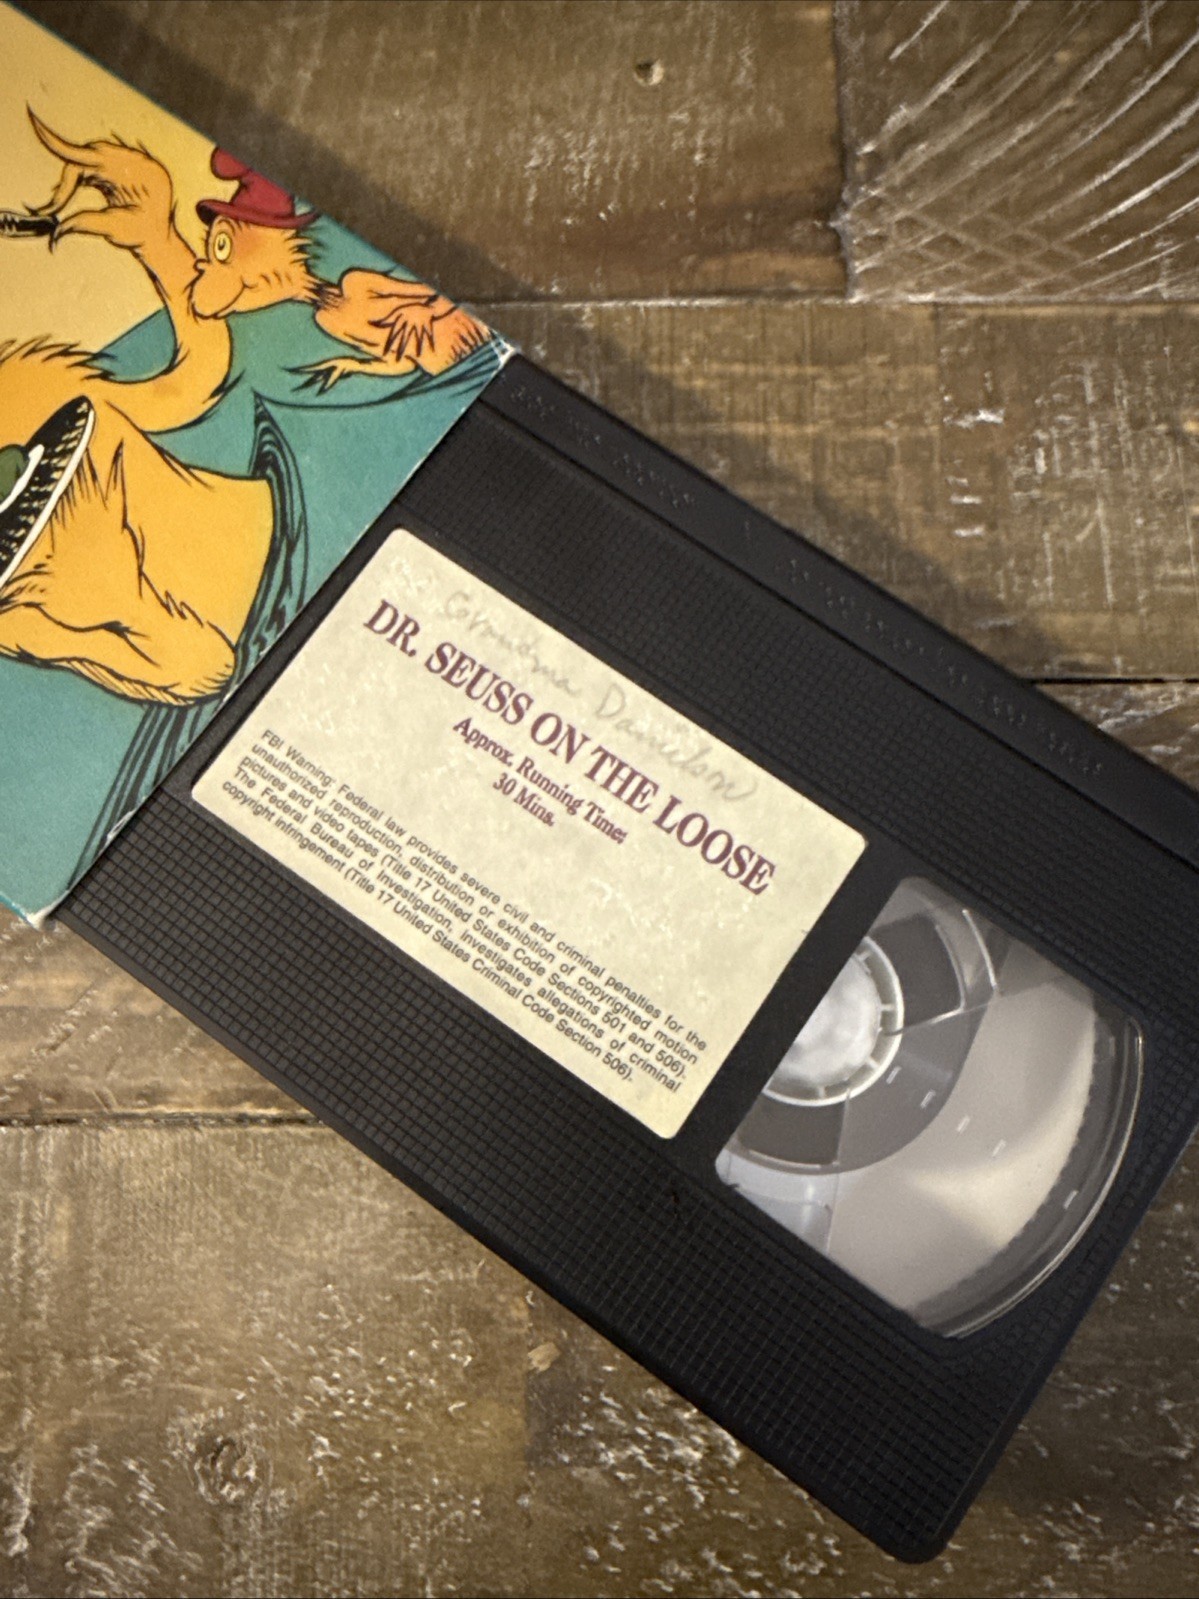 Grandma Danielson
DR. SEUSS ON THE LOOSE
Approx. Running Time:
30 Mins.
FBI Warning: Federal law provides severe civil and criminal penalties for the
unauthorized reproduction, distribution or exhibition of copyrighted motion
pictures and video tapes (Title 17 United States Code Sections 501 and 506).
The Federal Bureau of Investigation, investigates allegations of criminal
copyright infringement (Title 17 United States Criminal Code Section 506).